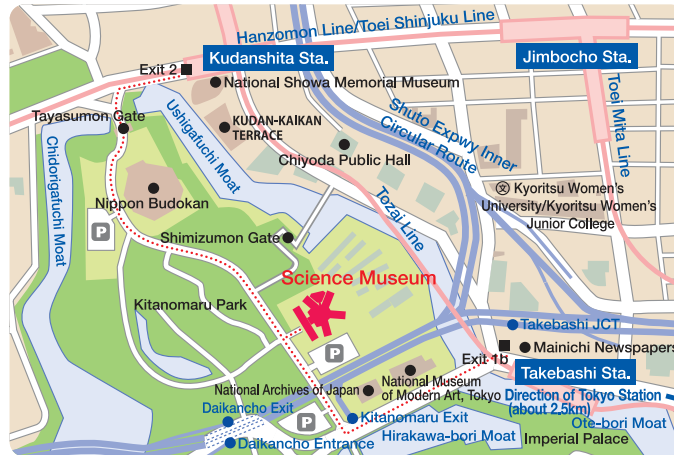 Hanzomon Line/Toei Shinjuku Line
Exit 2
Kudanshita Sta.
Jimbocho Sta.
National Showa Memorial Museum
Tayasumon Gate
Ushigafuchi Moat
KUDAN-KAIKAN
TERRACE
Shuto Expwy Inner
Circular Route
Toei Mita Line
Chiyoda Public Hall
Chidorigafuchi Moat
Nippon Budokan
P
Tozai Line
文 Kyoritsu Women's
University/Kyoritsu Women's
Junior College
Shimizumon Gate
Science Museum
Kitanomaru Park
Takebashi JCT
P
Exit 1b
Mainichi Newspapers
Takebashi Sta.
National Archives of Japan
National Museum
of Modern Art, Tokyo
Direction of Tokyo Station
(about 2.5km)
Daikancho Exit
P
Kitanomaru Exit
Ote-bori Moat
Daikancho Entrance
Hirakawa-bori Moat
Imperial Palace